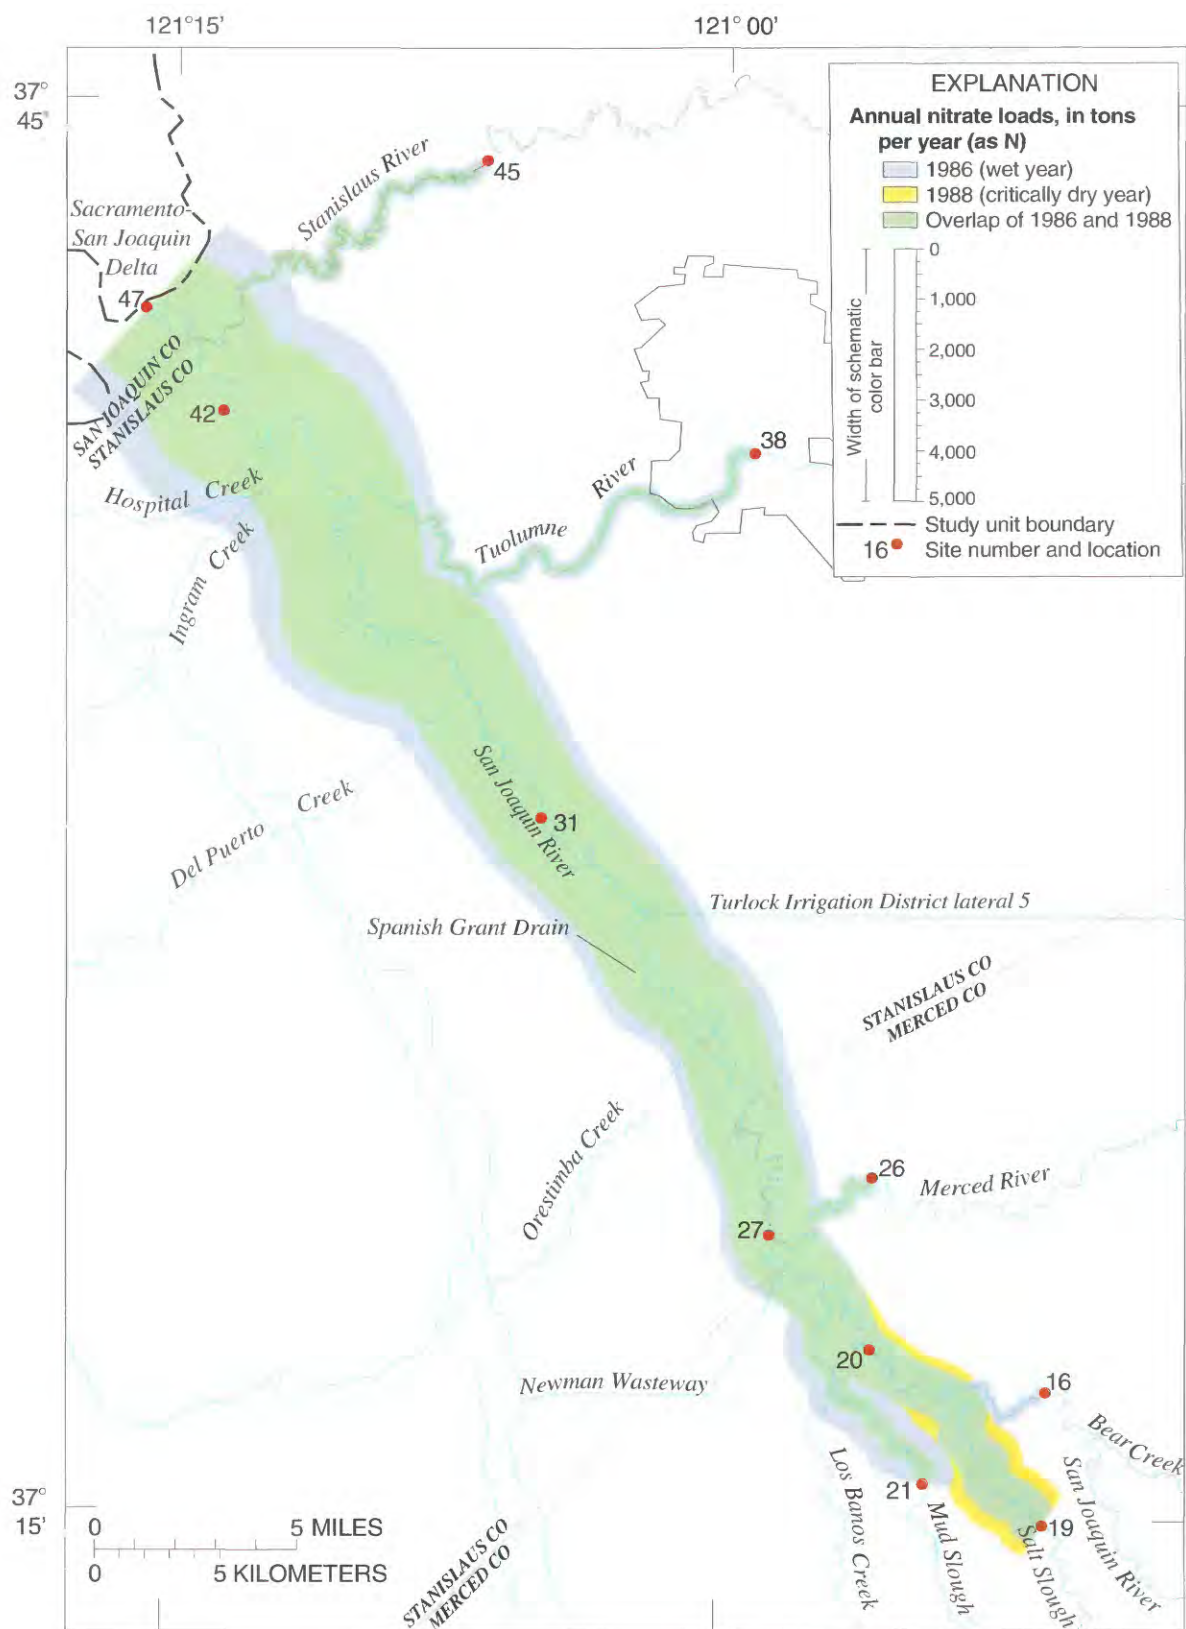 121°15'
121° 00'
37°
45"
EXPLANATION
Annual nitrate loads, in tons
per year (as N)
1986 (wet year)
1988 (critically dry year)
Overlap of 1986 and 1988
Width of schematic
color bar
0
1,000
2,000
3,000
4,000
5,000
Study unit boundary
16 Site number and location
Stanislaus River
45
Sacramento-
San Joaquin
Delta
47
SAN JOAQUIN CO
STANISLAUS CO
42
38
Hospital Creek
Tuolumne River
Ingram Creek
San Joaquin River
31
Del Puerto Creek
Turlock Irrigation District lateral 5
Spanish Grant Drain
STANISLAUS CO
MERCED CO
Orestimba Creek
26
Merced River
27
20
16
Newman Wasteway
Bear Creek
Los Banos Creek
21
Mud Slough
Salt Slough
19
San Joaquin River
37°
15'
0 5 MILES
0 5 KILOMETERS
STANISLAUS CO
MERCED CO